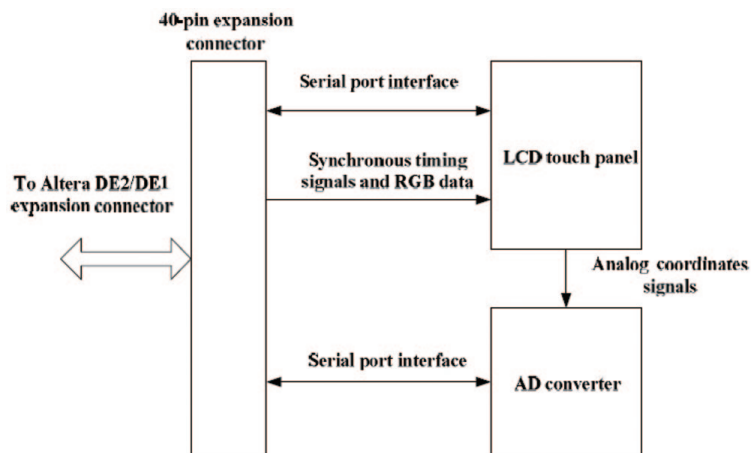 40-pin expansion
connector
Serial port interface
LCD touch panel
Synchronous timing
signals and RGB data
To Altera DE2/DE1
expansion connector
Analog coordinates
signals
Serial port interface
AD converter